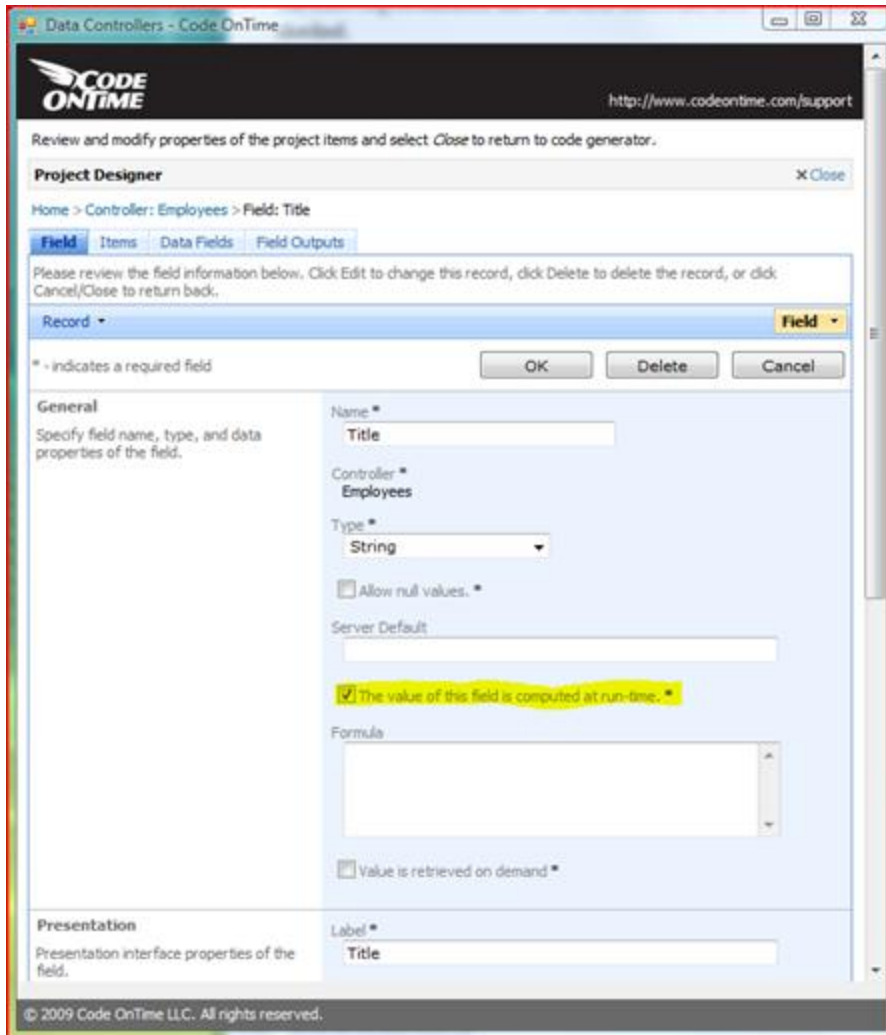 Data Controllers - Code OnTime
CODE
ONTIME
http://www.codeontime.com/support
Review and modify properties of the project items and select Close to return to code generator.
Project Designer
Close
Home > Controller: Employees > Field: Title
Field Items Data Fields Field Outputs
Please review the field information below. Click Edit to change this record, click Delete to delete the record, or click
Cancel/Close to return back.
Record
Field
* - indicates a required field
OK Delete Cancel
General
Specify field name, type, and data
properties of the field.
Name *
Title
Controller *
Employees
Type *
String
Allow null values. *
Server Default
The value of this field is computed at run-time. *
Formula
Value is retrieved on demand *
Presentation
Presentation interface properties of the
field.
Label *
Title
© 2009 Code OnTime LLC. All rights reserved.